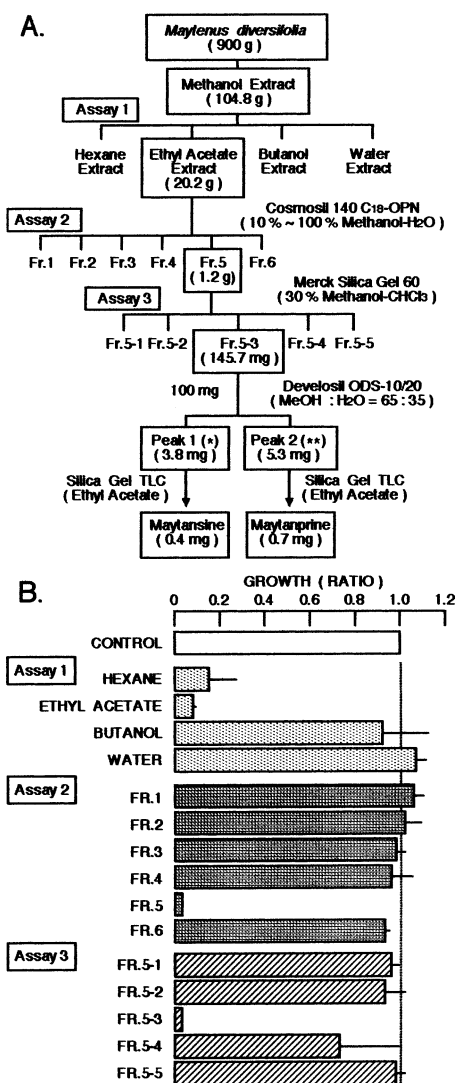 A.
Maytenus diversifolia
( 900 g )
Methanol Extract
( 104.8 g )
Assay 1
Hexane Extract
Ethyl Acetate Extract
( 20.2 g )
Butanol Extract
Water Extract
Cosmosil 140 C18-OPN
( 10 % ~ 100 % Methanol-H2O )
Assay 2
Fr.1 Fr.2 Fr.3 Fr.4 Fr.5 Fr.6
( 1.2 g )
Merck Silica Gel 60
( 30 % Methanol-CHCl3 )
Assay 3
Fr.5-1 Fr.5-2 Fr.5-3 Fr.5-4 Fr.5-5
( 145.7 mg )
100 mg
Develosil ODS-10/20
( MeOH : H2O = 65 : 35 )
Peak 1 (*)
( 3.8 mg )
Peak 2 (**)
( 5.3 mg )
Silica Gel TLC
( Ethyl Acetate )
Silica Gel TLC
( Ethyl Acetate )
Maytansine
( 0.4 mg )
Maytanprine
( 0.7 mg )
B.
GROWTH ( RATIO )
0 0.2 0.4 0.6 0.8 1.0 1.2
CONTROL
Assay 1
HEXANE
ETHYL ACETATE
BUTANOL
WATER
Assay 2
FR.1
FR.2
FR.3
FR.4
FR.5
FR.6
Assay 3
FR.5-1
FR.5-2
FR.5-3
FR.5-4
FR.5-5